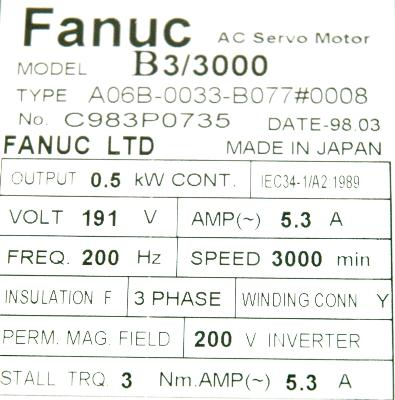 Fanuc AC Servo Motor
MODEL B3/3000
TYPE A06B-0033-B077#0008
No. C983P0735 DATE-98.03
FANUC LTD MADE IN JAPAN
OUTPUT 0.5 kW CONT. IEC34-1/A2.1989
VOLT 191 V AMP(~) 5.3 A
FREQ. 200 Hz SPEED 3000 min
INSULATION F 3 PHASE WINDING CONN Y
PERM. MAG. FIELD 200 V INVERTER
STALL TRQ. 3 Nm.AMP(~) 5.3 A